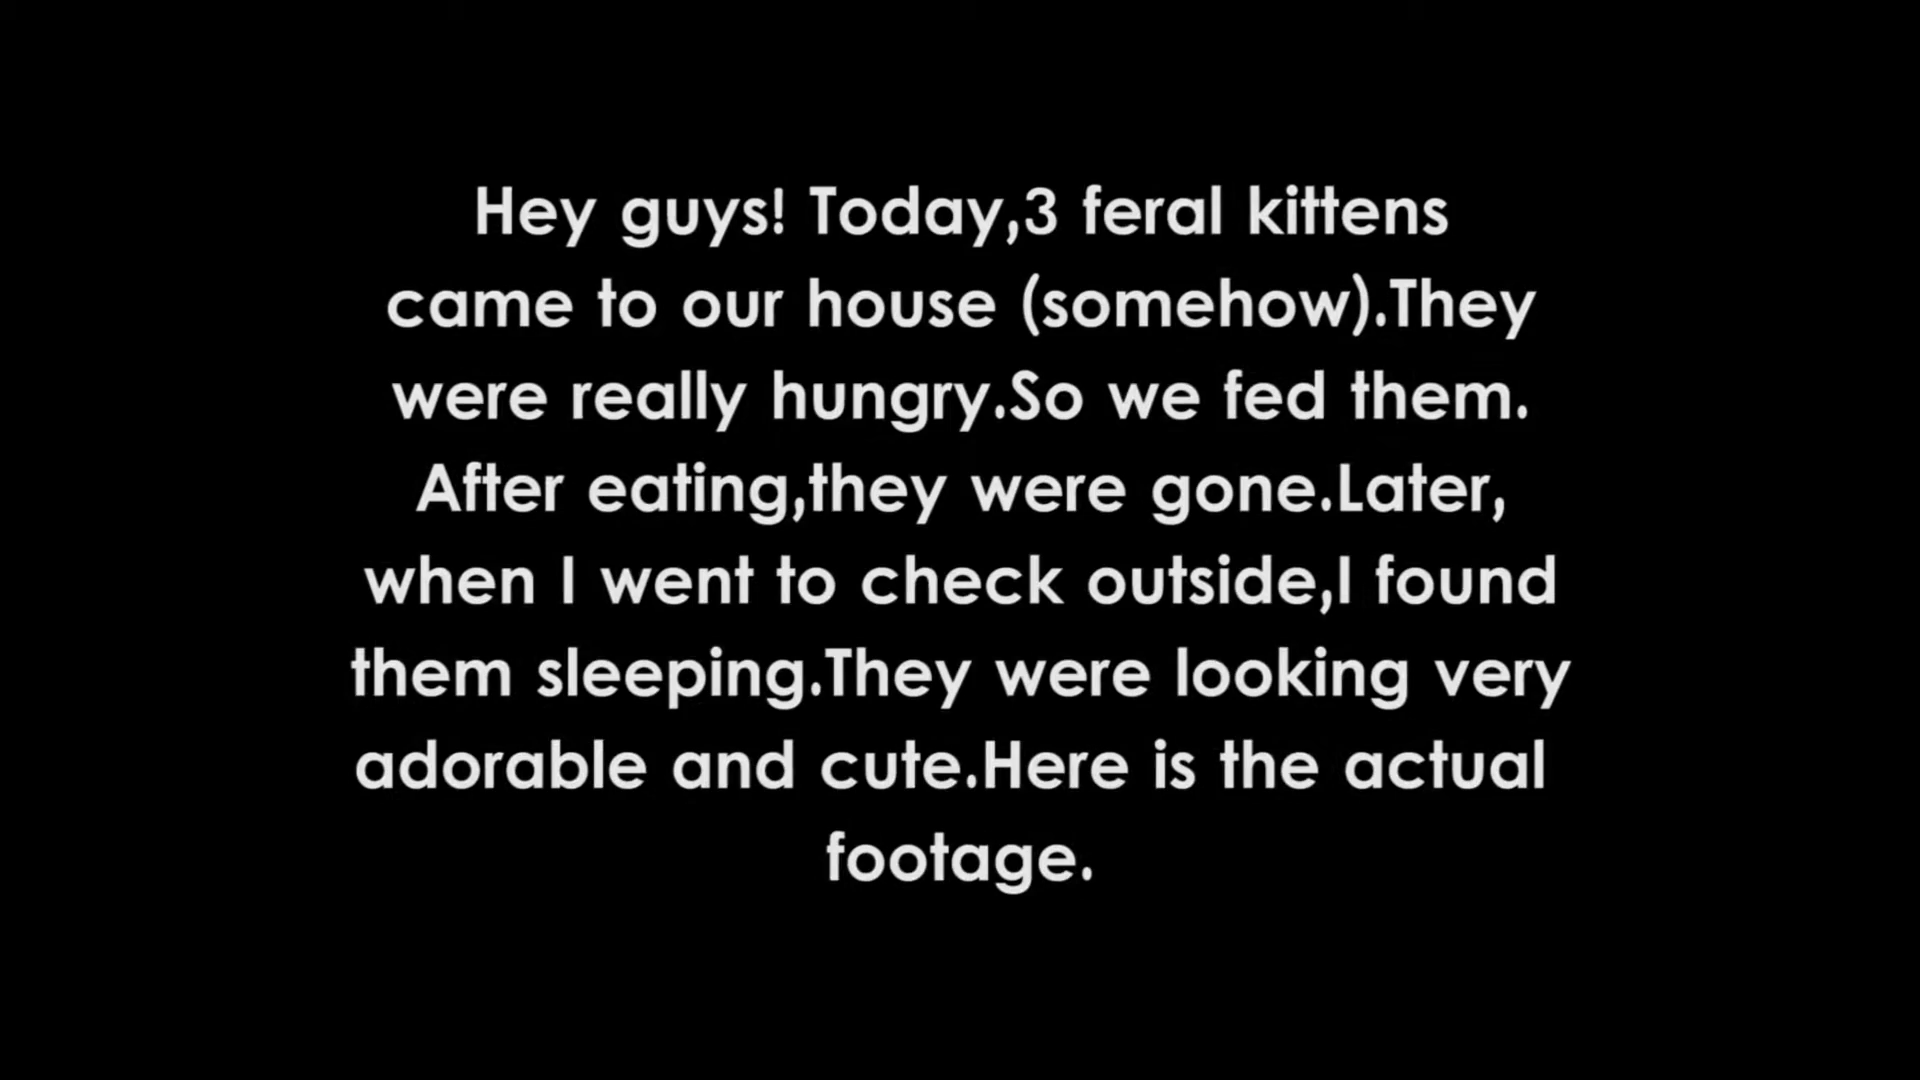 Hey guys! Today,3 feral kittens
came to our house (somehow).They
were really hungry.So we fed them.
After eating,they were gone.Later,
when I went to check outside,I found
them sleeping.They were looking very
adorable and cute.Here is the actual
footage.